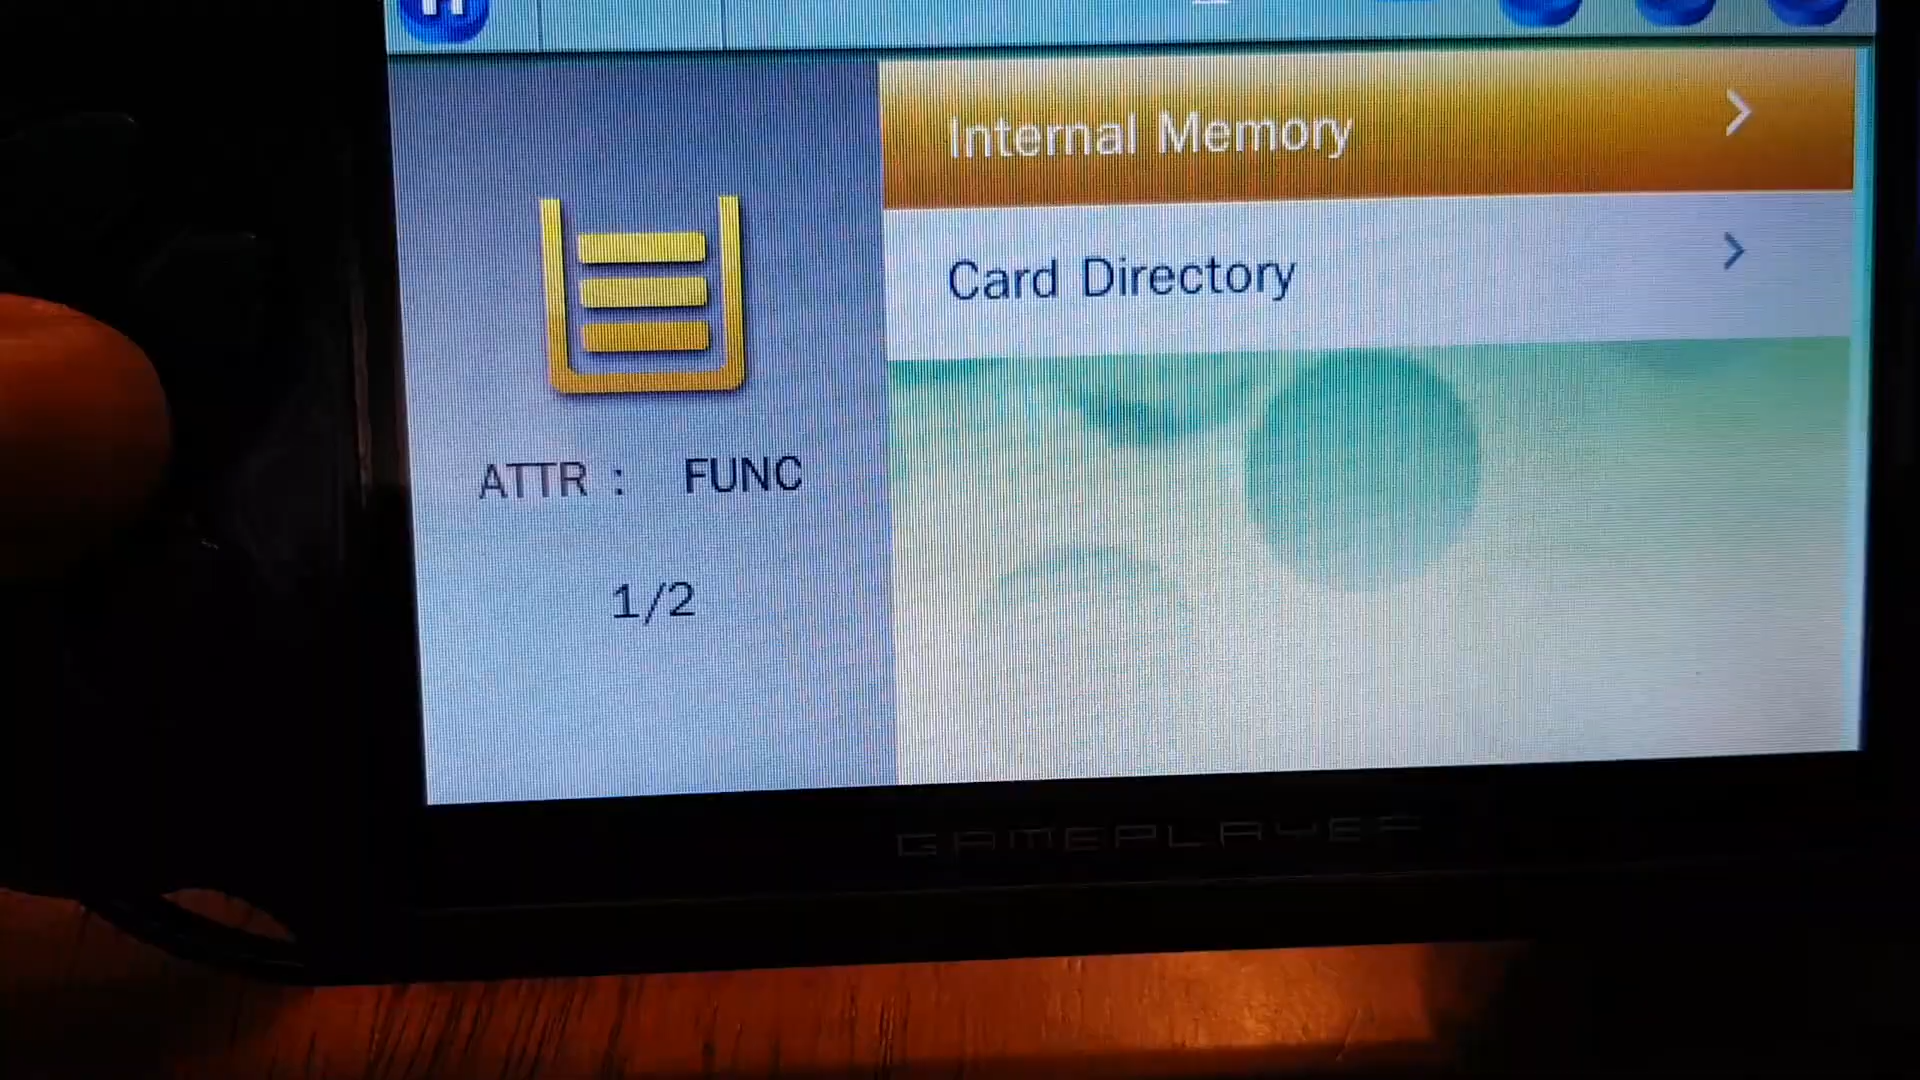 Internal Memory
Card Directory
ATTR : FUNC
1/2
GAMEPLAYER